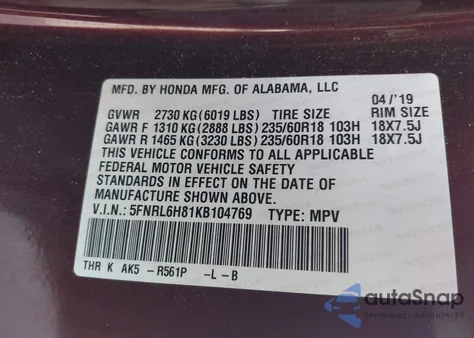 MFD. BY HONDA MFG. OF ALABAMA, LLC
04/'19
GVWR 2730 KG(6019 LBS) TIRE SIZE RIM SIZE
GAWR F 1310 KG(2888 LBS) 235/60R18 103H 18X7.5J
GAWR R 1465 KG(3230 LBS) 235/60R18 103H 18X7.5J
THIS VEHICLE CONFORMS TO ALL APPLICABLE
FEDERAL MOTOR VEHICLE SAFETY
STANDARDS IN EFFECT ON THE DATE OF
MANUFACTURE SHOWN ABOVE.
V.I.N.: 5FNRL6H81KB104769 TYPE: MPV
THR K AK5 -R561P -L-B
autoSnap